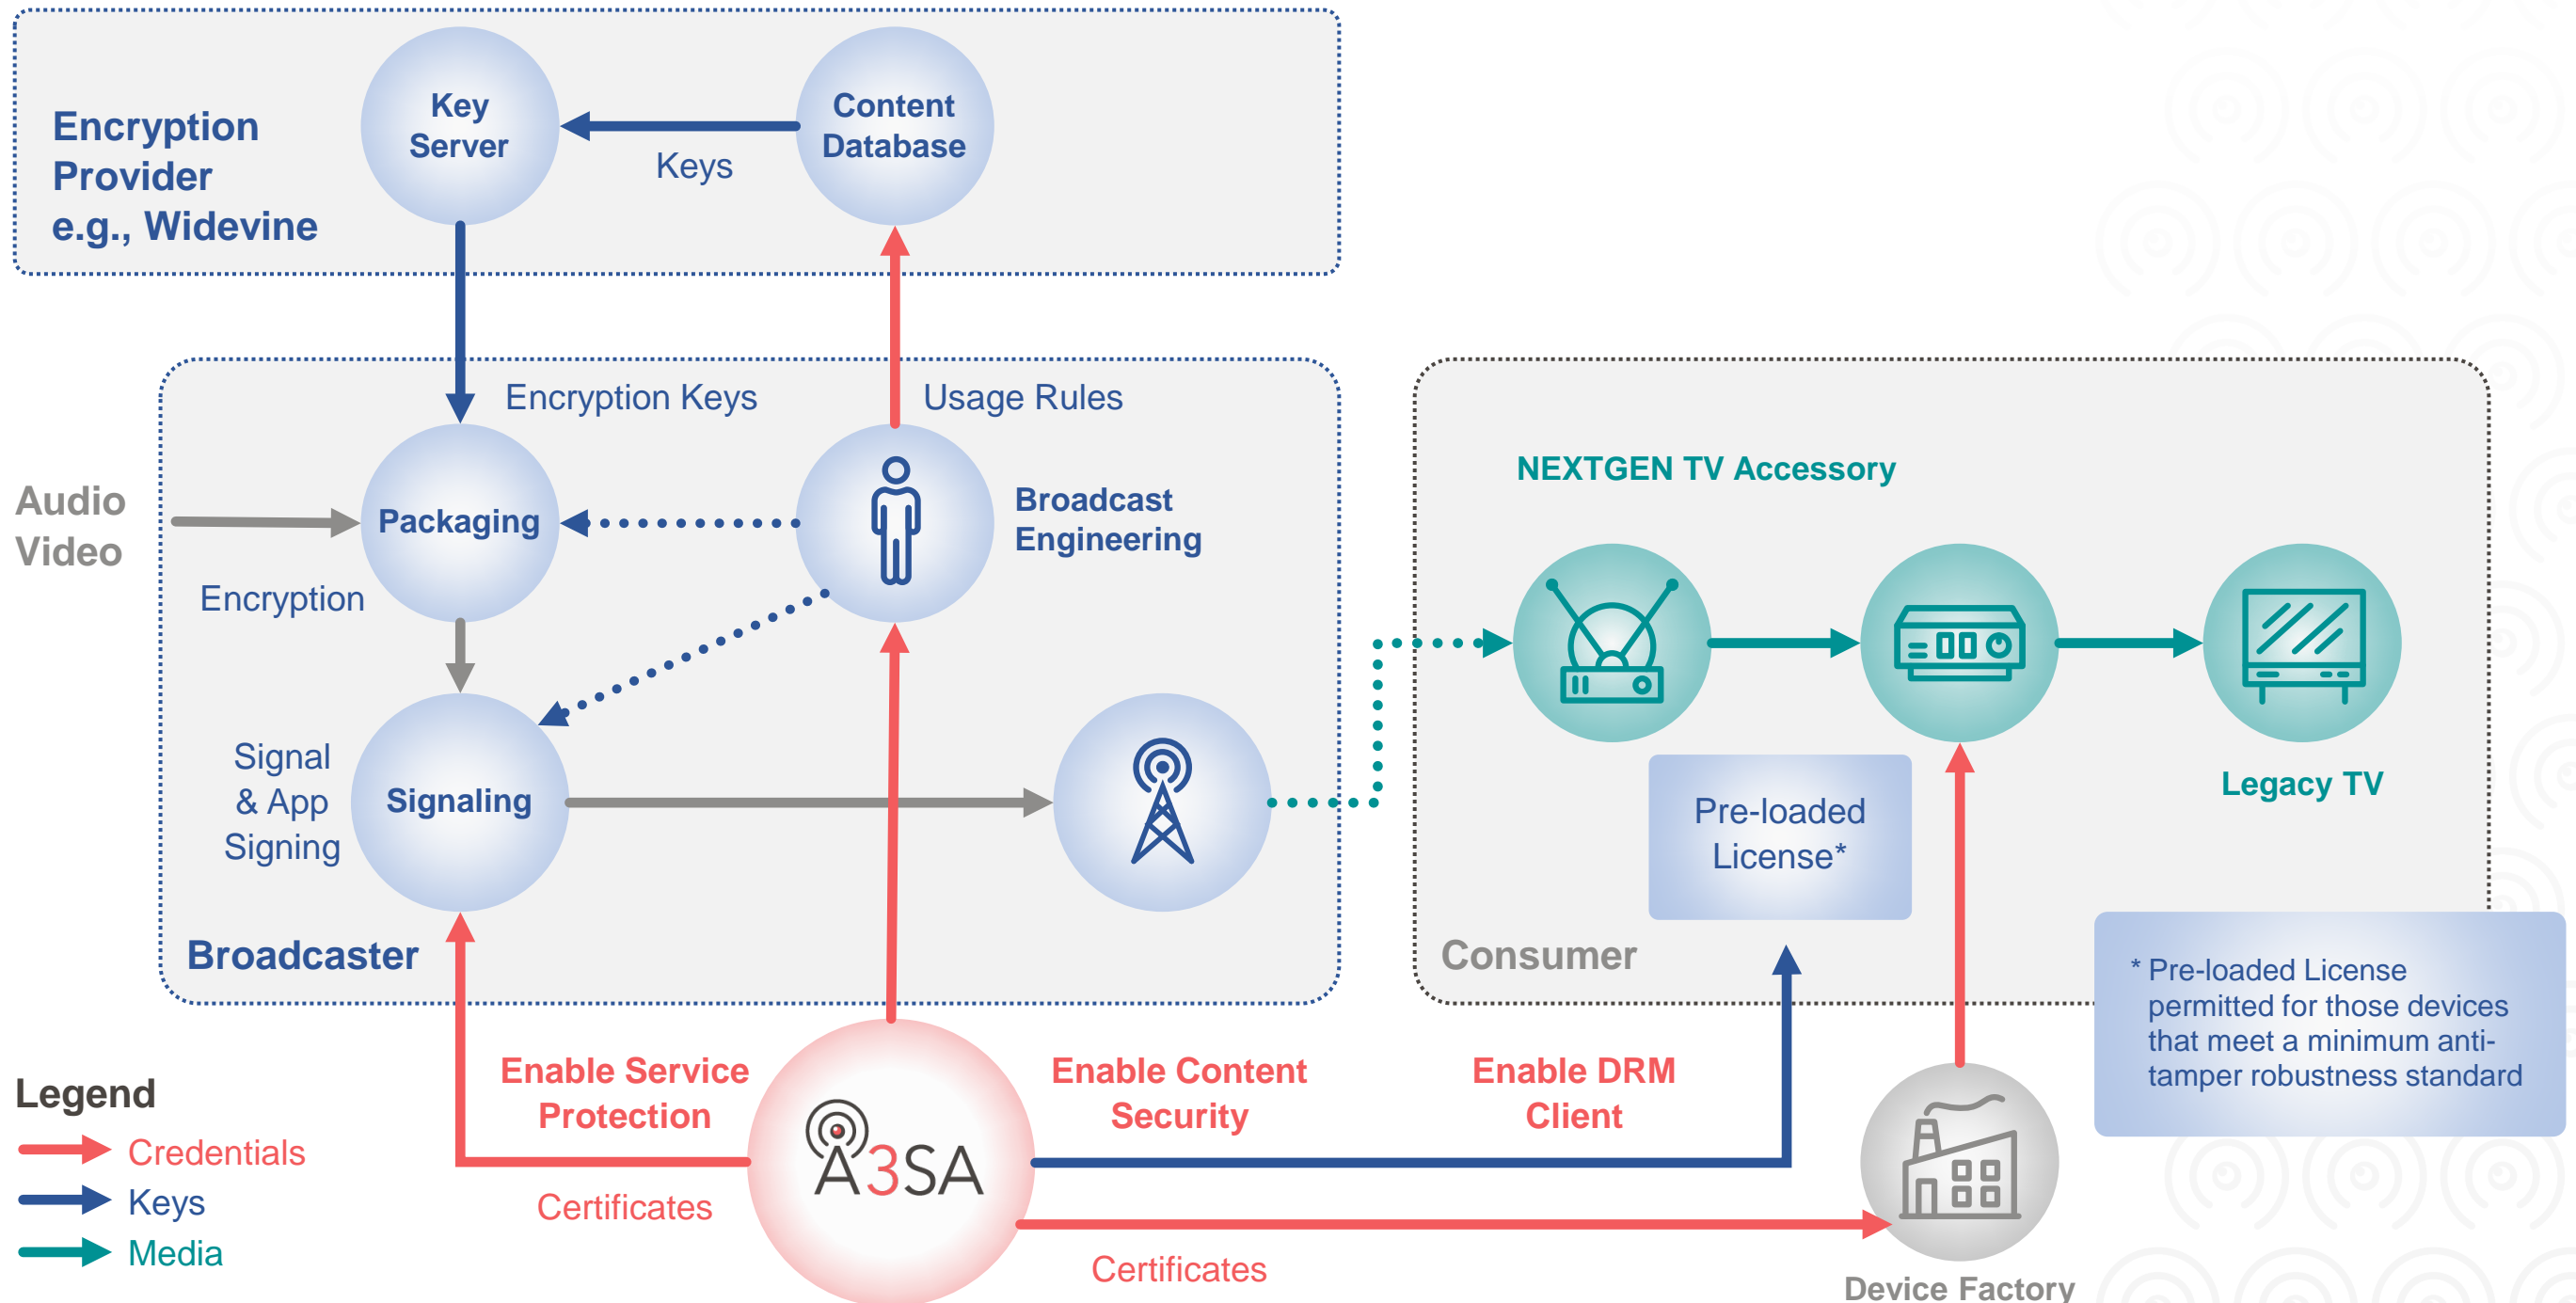 Encryption
Provider
e.g., Widevine
Key
Server
Keys
Content
Database
Encryption Keys
Usage Rules
Audio
Video
Packaging
Broadcast
Engineering
Encryption
Signal
& App
Signing
Signaling
Broadcaster
NEXTGEN TV Accessory
Legacy TV
Pre-loaded
License*
Consumer
* Pre-loaded License
permitted for those devices
that meet a minimum anti-
tamper robustness standard
Enable Service
Protection
Enable Content
Security
Enable DRM
Client
A3SA
Certificates
Certificates
Device Factory
Legend
Credentials
Keys
Media